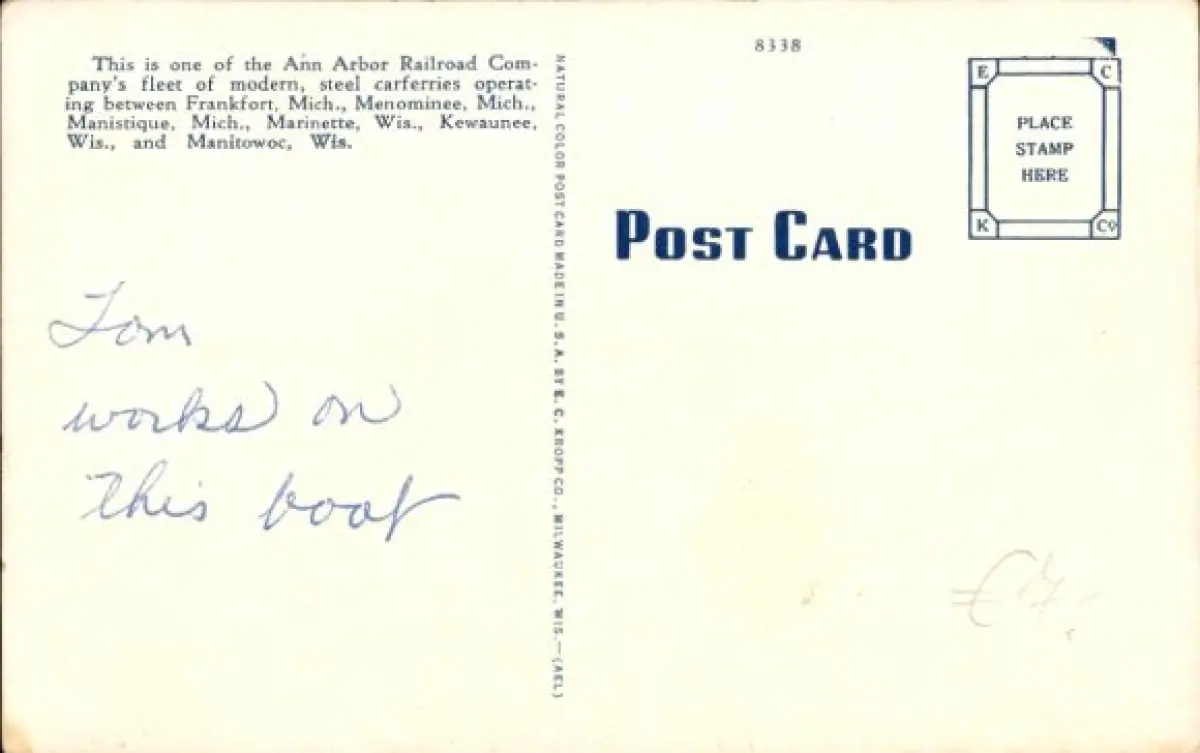 This is one of the Ann Arbor Railroad Com-
pany's fleet of modern, steel carferries operat-
ing between Frankfort, Mich., Menominee, Mich.,
Manistique, Mich., Marinette, Wis., Kewaunee,
Wis., and Manitowoc, Wis.
Tom
works on
this boat
NATURAL COLOR POST CARD MADE IN U. S. A. BY E. C. KROPP CO., MILWAUKEE, WIS.—(AEL)
8338
E C
PLACE
STAMP
HERE
K Co
POST CARD
€7.-